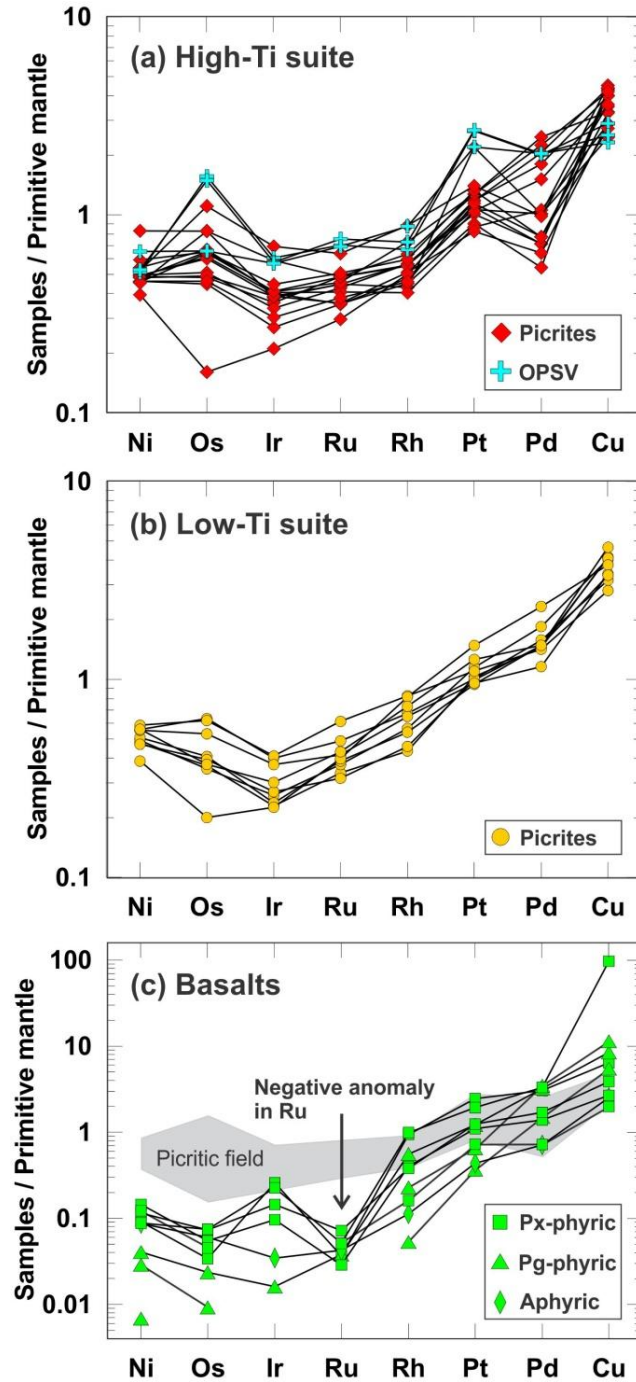 (a) High-Ti suite
Samples / Primitive mantle
10
1
0.1
Picrites
OPSV
Ni Os Ir Ru Rh Pt Pd Cu
(b) Low-Ti suite
Samples / Primitive mantle
10
1
0.1
Picrites
Ni Os Ir Ru Rh Pt Pd Cu
(c) Basalts
Samples / Primitive mantle
100
10
1
0.1
0.01
Negative anomaly
in Ru
Picritic field
Px-phyric
Pg-phyric
Aphyric
Ni Os Ir Ru Rh Pt Pd Cu